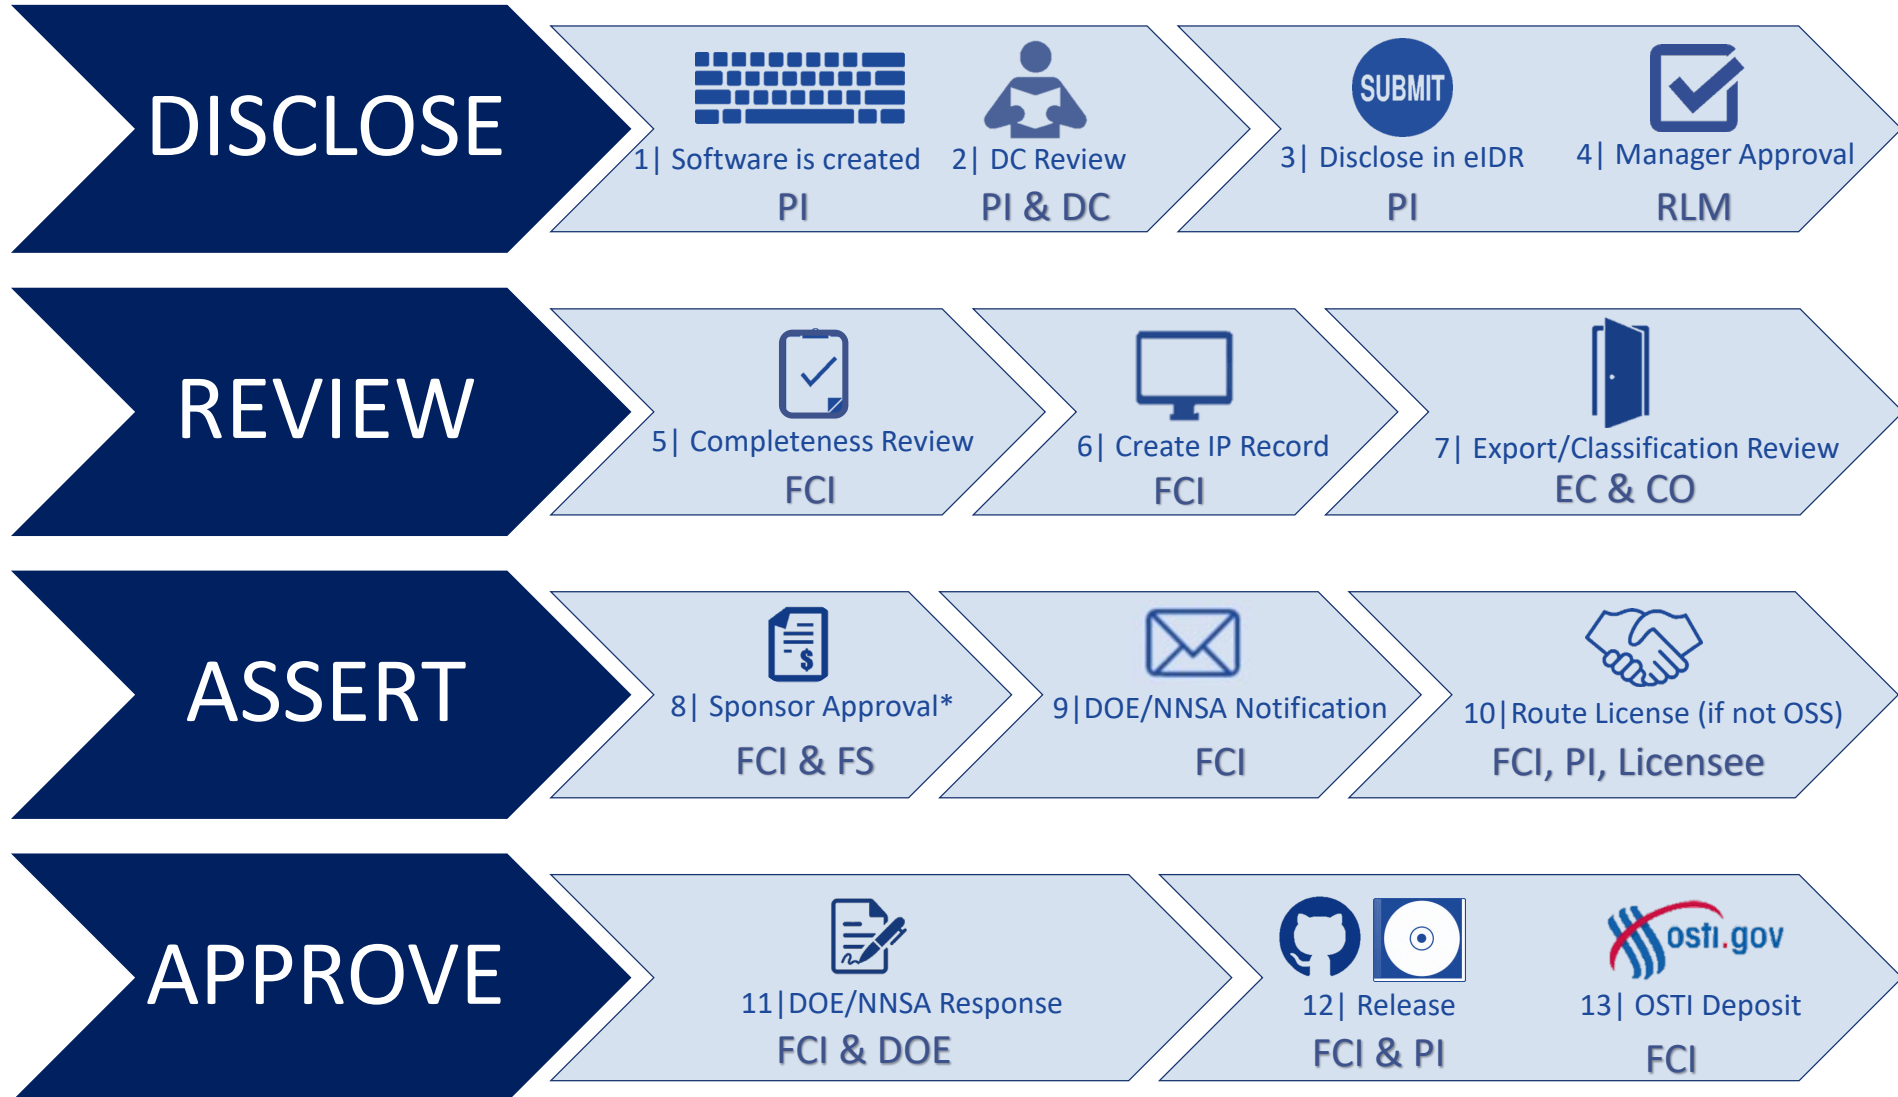 DISCLOSE
SUBMIT
1| Software is created
PI
2| DC Review
PI & DC
3| Disclose in eIDR
PI
4| Manager Approval
RLM
REVIEW
5| Completeness Review
FCI
6| Create IP Record
FCI
7| Export/Classification Review
EC & CO
ASSERT
$
8| Sponsor Approval*
FCI & FS
9|DOE/NNSA Notification
FCI
10|Route License (if not OSS)
FCI, PI, Licensee
APPROVE
11|DOE/NNSA Response
FCI & DOE
12| Release
FCI & PI
osti.gov
13| OSTI Deposit
FCI